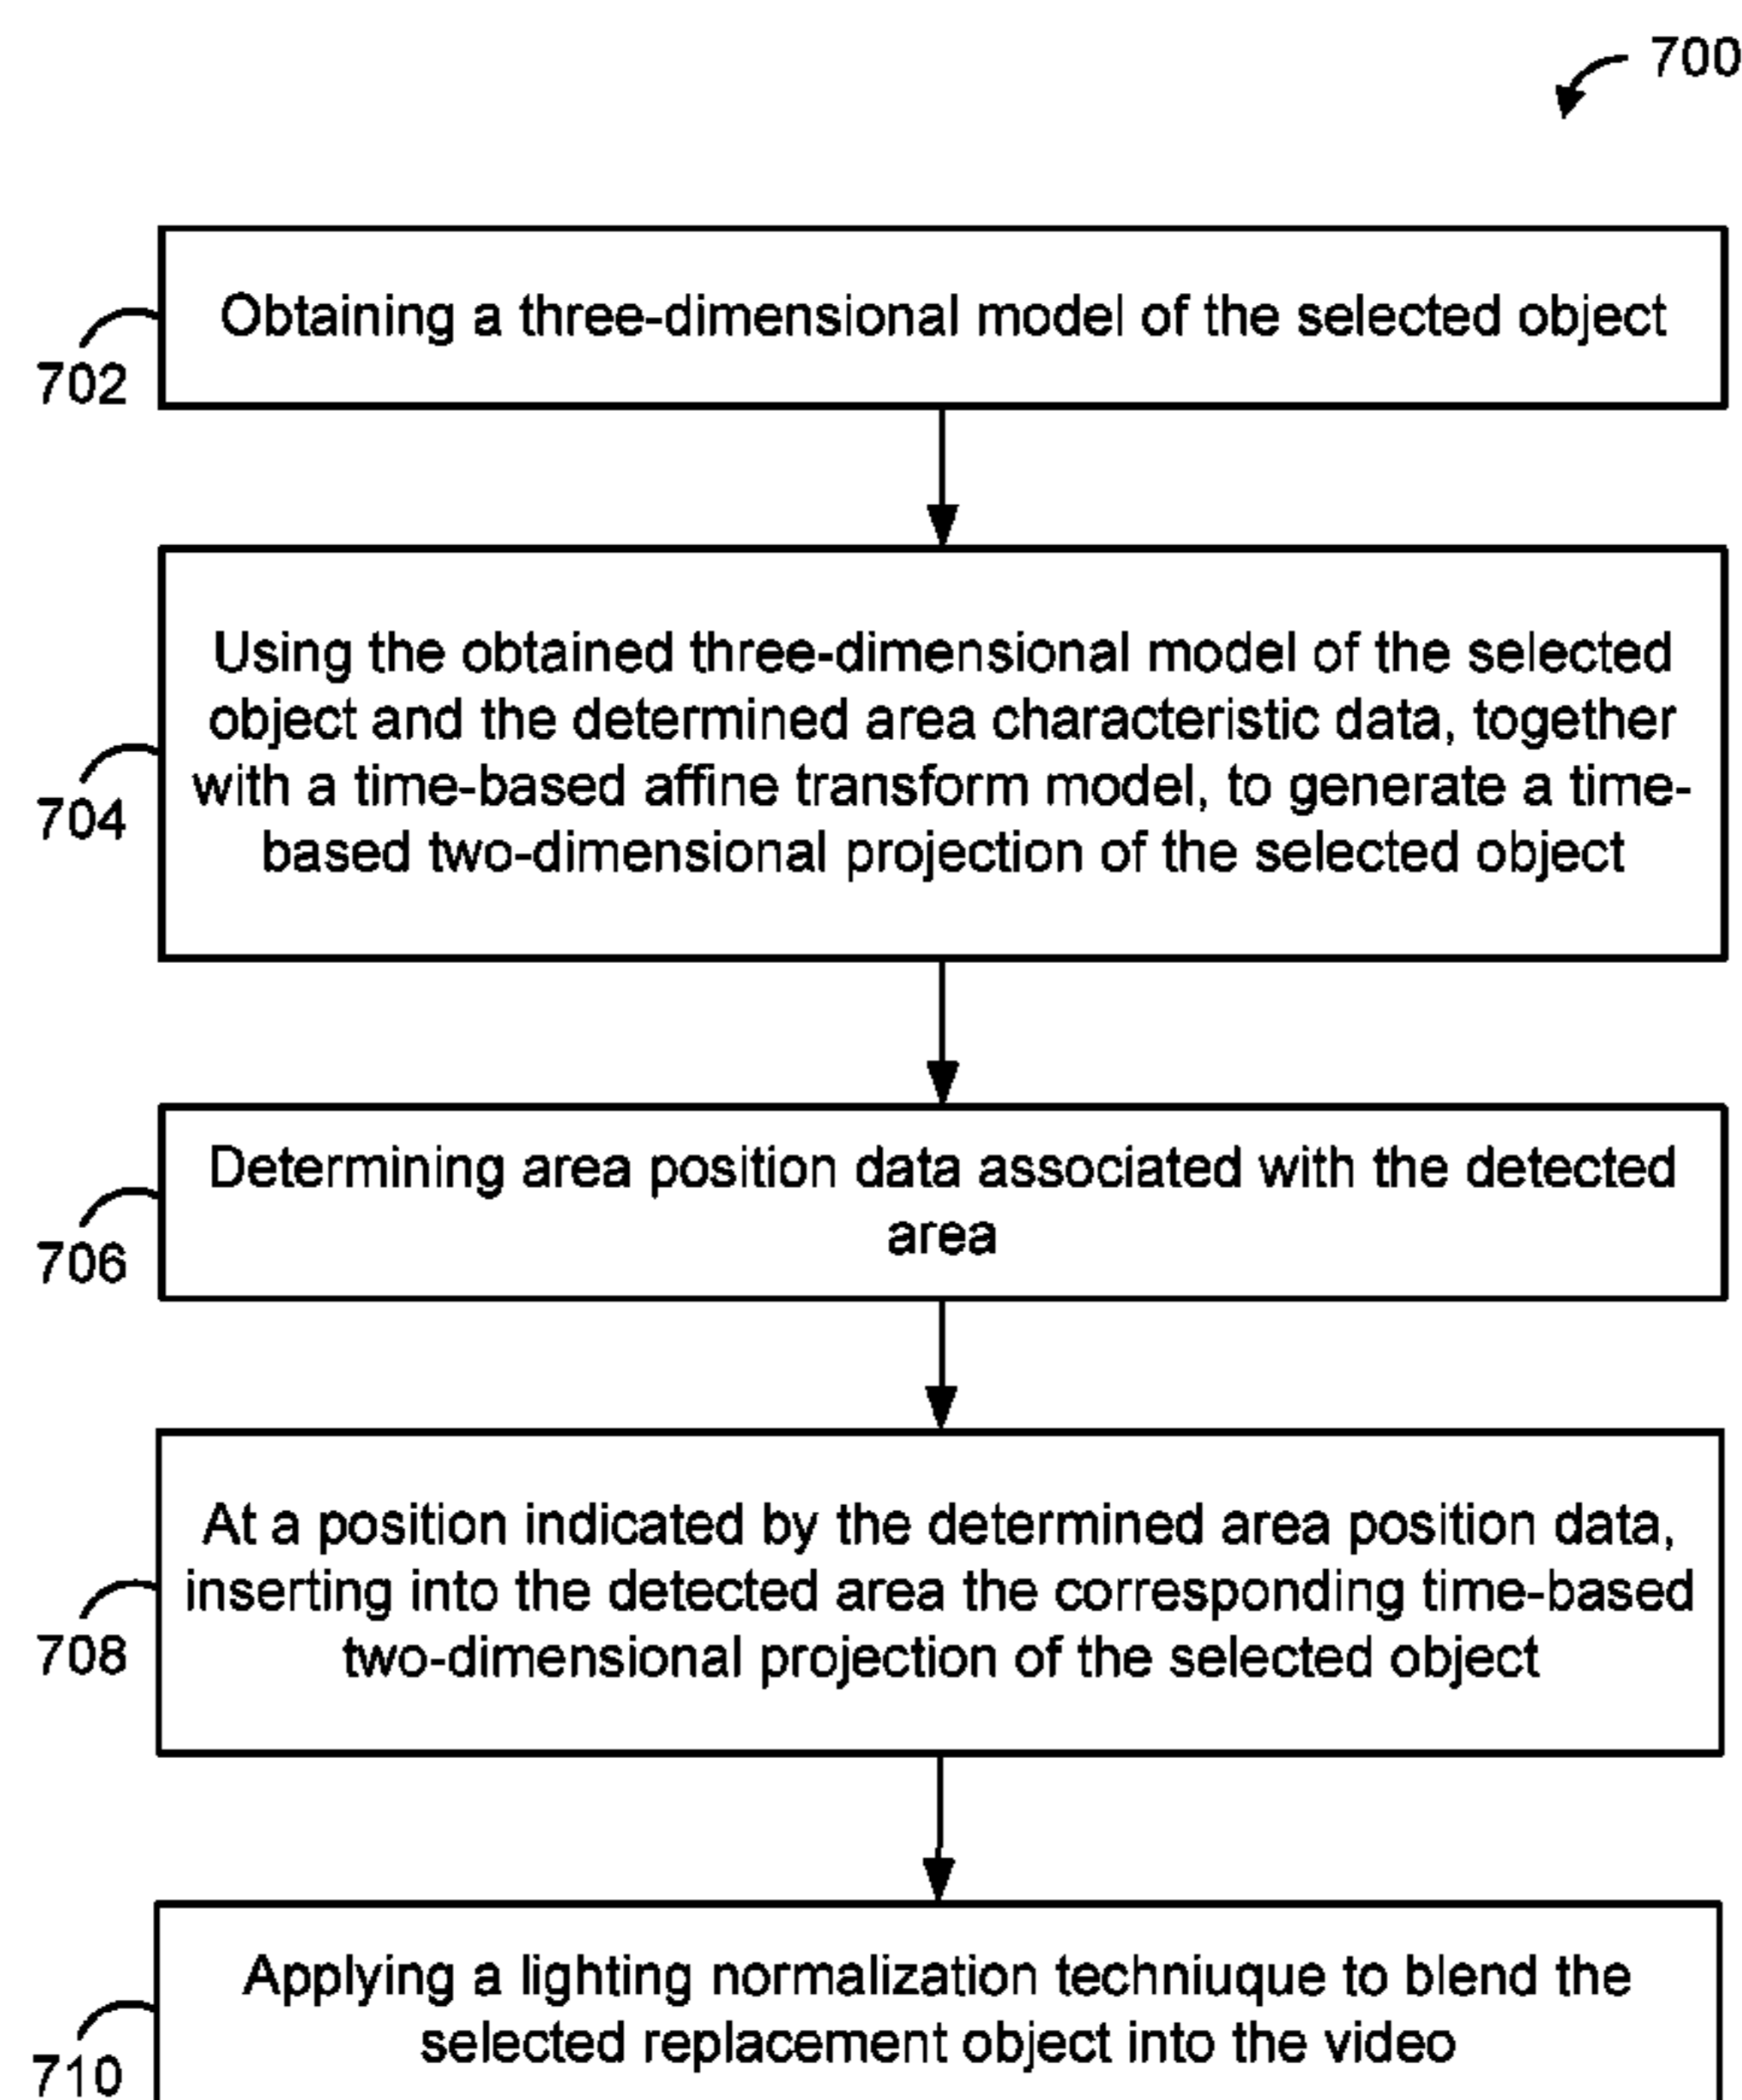 700
Obtaining a three-dimensional model of the selected object
702
Using the obtained three-dimensional model of the selected
object and the determined area characteristic data, together
with a time-based affine transform model, to generate a time-
based two-dimensional projection of the selected object
704
Determining area position data associated with the detected
area
706
At a position indicated by the determined area position data,
inserting into the detected area the corresponding time-based
two-dimensional projection of the selected object
708
Applying a lighting normalization techniuque to blend the
selected replacement object into the video
710